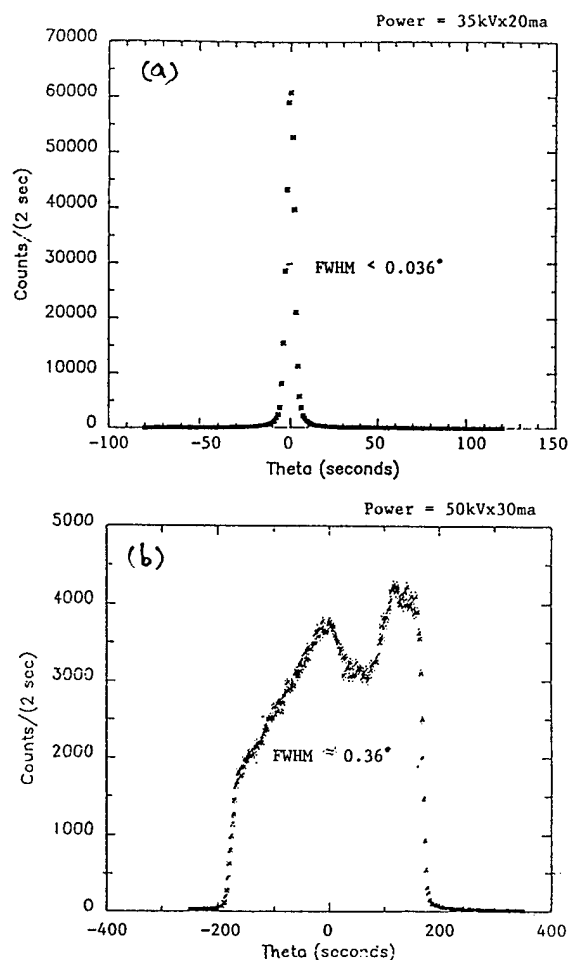 Power = 35kVx20ma
(a)
70000
60000
50000
40000
30000
20000
10000
0
Counts/(2 sec)
FWHM < 0.036°
-100 -50 0 50 100 150
Theta (seconds)
Power = 50kVx30ma
(b)
5000
4000
3000
2000
1000
0
Counts/(2 sec)
FWHM ≈ 0.36°
-400 -200 0 200 400
Theta (seconds)